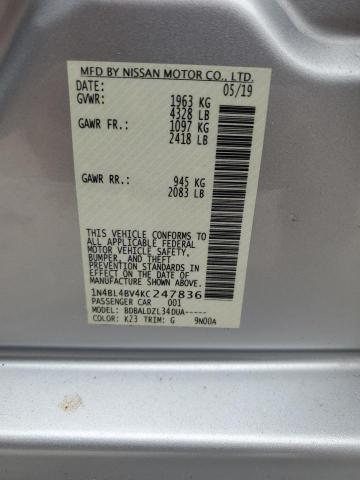 MFD BY NISSAN MOTOR CO., LTD.
DATE: 05/19
GVWR: 1963 KG
4328 LB
GAWR FR.: 1097 KG
2418 LB
GAWR RR.: 945 KG
2083 LB
THIS VEHICLE CONFORMS TO
ALL APPLICABLE FEDERAL
MOTOR VEHICLE SAFETY,
BUMPER, AND THEFT
PREVENTION STANDARDS IN
EFFECT ON THE DATE OF
MANUFACTURE SHOWN ABOVE.
1N4BL4BV4KC247836
PASSENGER CAR 001
MODEL: BDBALDZL34DUA-----
COLOR: K23 TRIM: G 9N00A